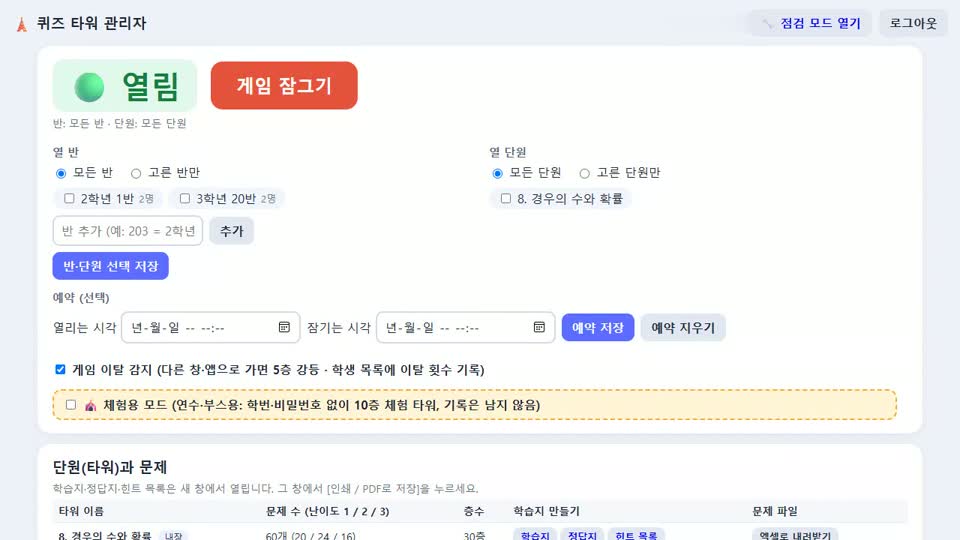 퀴즈 타워 관리자
점검 모드 열기 로그아웃
열림 게임 잠그기
반: 모든 반 · 단원: 모든 단원
열 반 열 단원
모든 반 고른 반만 모든 단원 고른 단원만
2학년 1반 2명 3학년 20반 2명 8. 경우의 수와 확률
반 추가 (예: 203 = 2학년 추가
반·단원 선택 저장
예약 (선택)
열리는 시각 년-월-일 -- --:-- 잠기는 시각 년-월-일 -- --:-- 예약 저장 예약 지우기
게임 이탈 감지 (다른 창·앱으로 가면 5층 강등 · 학생 목록에 이탈 횟수 기록)
체험용 모드 (연수·부스용: 학번·비밀번호 없이 10층 체험 타워, 기록은 남지 않음)
단원(타워)과 문제
학습지·정답지·힌트 목록은 새 창에서 열립니다. 그 창에서 [인쇄 / PDF로 저장]을 누르세요.
타워 이름 문제 수 (난이도 1 / 2 / 3) 층수 학습지 만들기 문제 파일
8. 경우의 수와 확률 내장 60개 (20 / 24 / 16) 30층 학습지 정답지 힌트 목록 엑셀로 내려받기